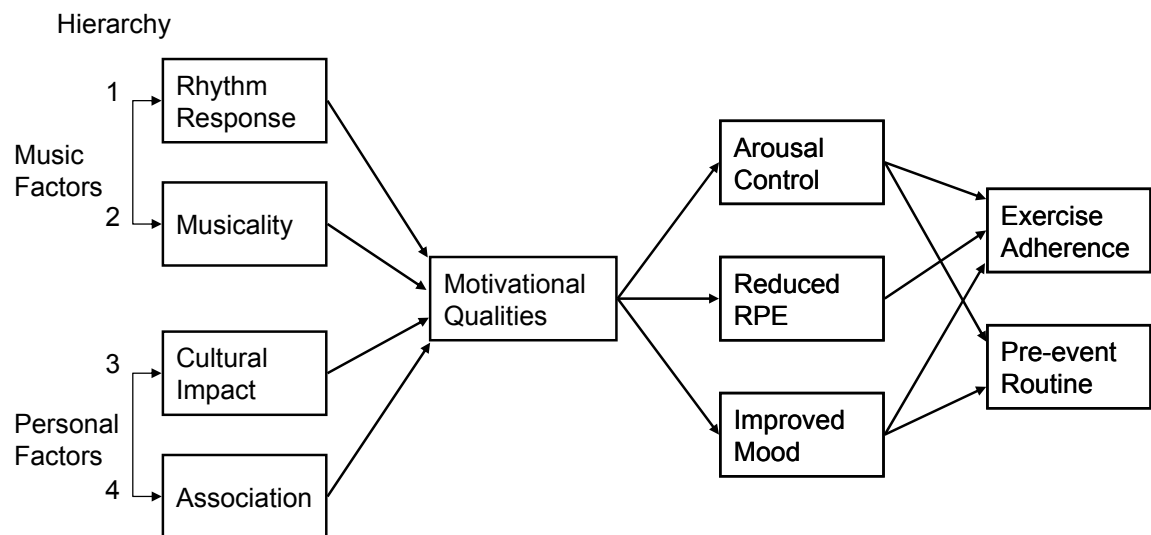 Hierarchy
1
Rhythm
Response
Music
Factors
2
Musicality
3
Cultural
Impact
Personal
Factors
4
Association
Motivational
Qualities
Arousal
Control
Reduced
RPE
Improved
Mood
Exercise
Adherence
Pre-event
Routine